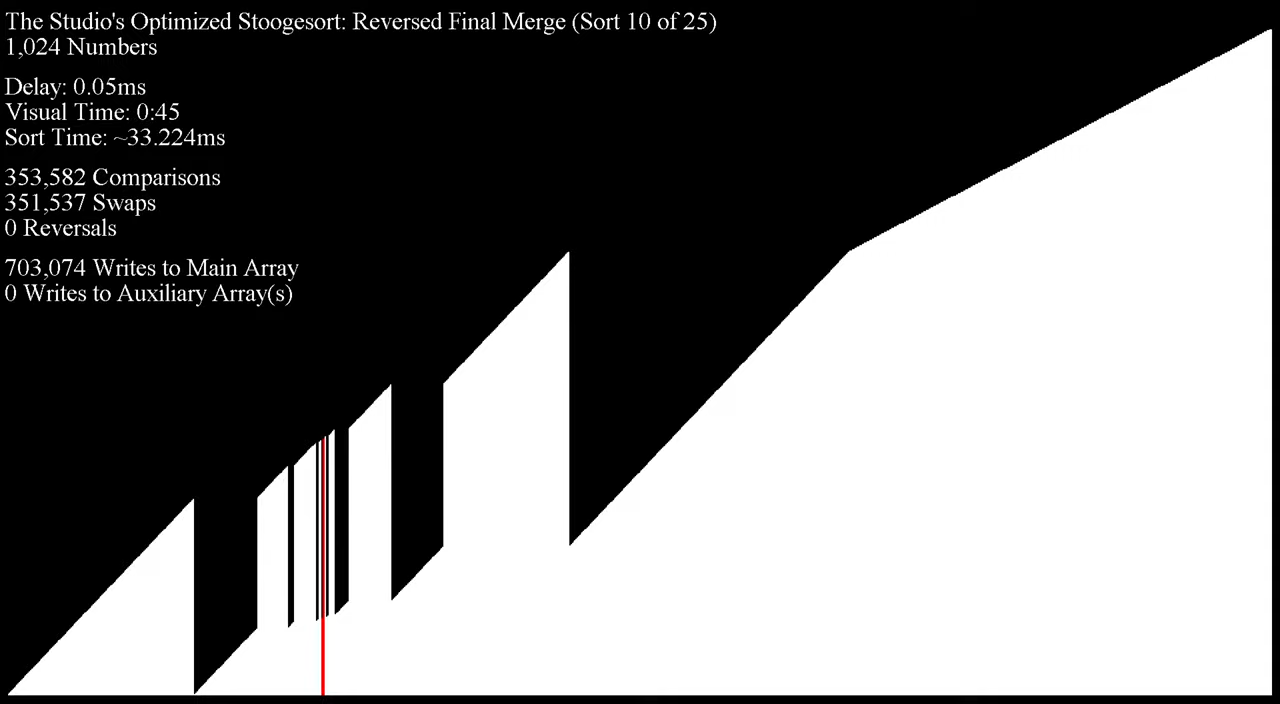 The Studio's Optimized Stoogesort: Reversed Final Merge (Sort 10 of 25)
1,024 Numbers
Delay: 0.05ms
Visual Time: 0:45
Sort Time: ~33.224ms
353,582 Comparisons
351,537 Swaps
0 Reversals
703,074 Writes to Main Array
0 Writes to Auxiliary Array(s)